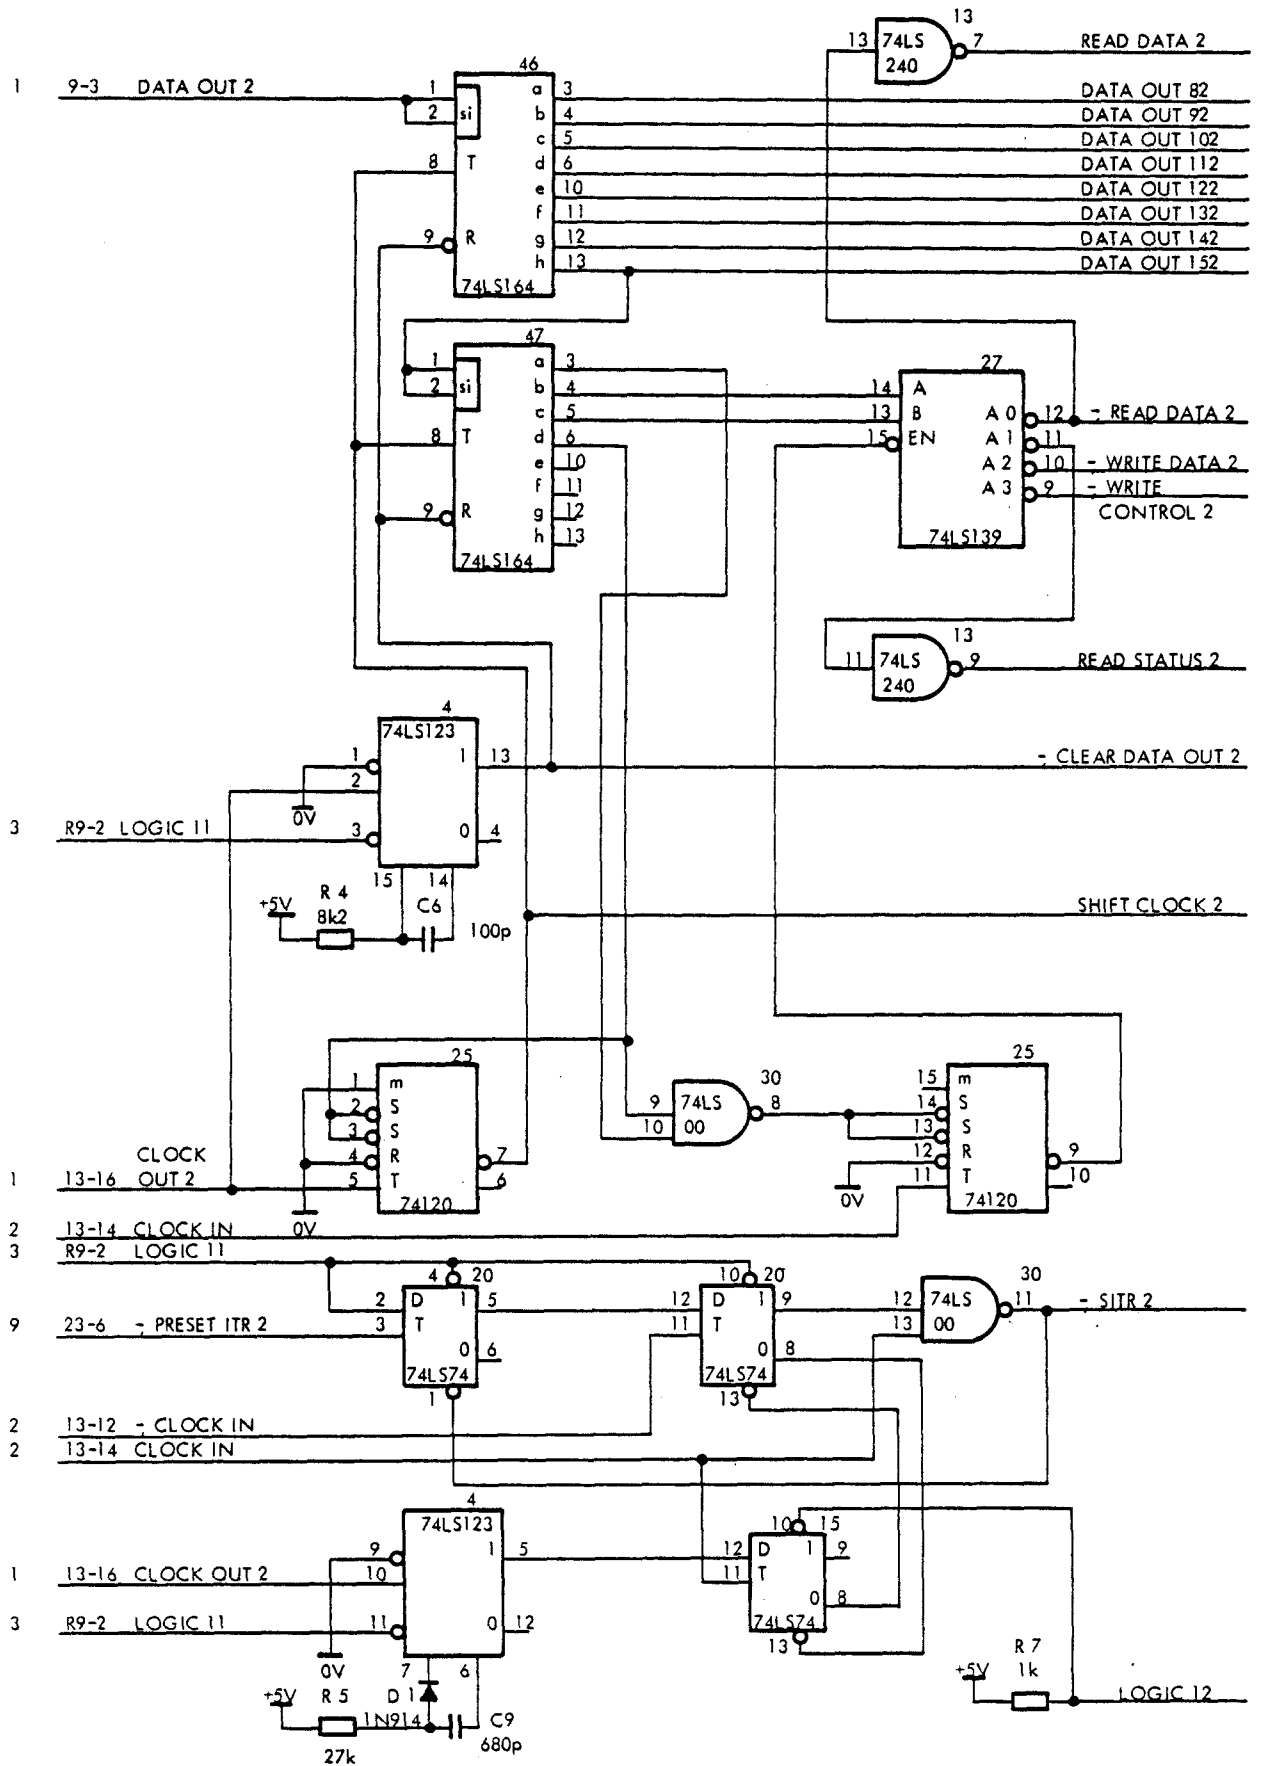 13
13 74LS 7 READ DATA 2
240
46
1 9-3 DATA OUT 2 1 a 3 DATA OUT 82
2 si b 4 DATA OUT 92
c 5 DATA OUT 102
8 T d 6 DATA OUT 112
e 10 DATA OUT 122
f 11 DATA OUT 132
9 R g 12 DATA OUT 142
h 13 DATA OUT 152
74LS164
47 27
1 a 3
2 si b 4 14 A
c 5 13 B A0 12 - READ DATA 2
8 T d 6 15 EN A1 11
e 10 A2 10 - WRITE DATA 2
f 11 A3 9 - WRITE
9 R g 12 CONTROL 2
h 13 74LS139
74LS164
13
11 74LS 9 READ STATUS 2
240
4
74LS123
1 1 13 - CLEAR DATA OUT 2
2
0V
3 R9-2 LOGIC 11 3 0 4
15 14
R 4 C6
+5V 8k2 100p SHIFT CLOCK 2
25 25
1 m 30 15 m
2 S 9 74LS 8 14 S
3 S 10 00 13 S
CLOCK 4 R 7 12 R 9
1 13-16 OUT 2 5 T 6 11 T 10
74120 0V 74120
0V
2 13-14 CLOCK IN
3 R9-2 LOGIC 11
4 20 10 20 30
2 D 1 5 12 D 1 9 12 74LS 11 - SITR 2
9 23-6 - PRESET ITR 2 3 T 11 T 13 00
0 6 0 8
74LS74 74LS74
1 13
2 13-12 - CLOCK IN
2 13-14 CLOCK IN
4
74LS123 10 15
9 1 5 12 D 1 9
1 13-16 CLOCK OUT 2 10 11 T
0 8
3 R9-2 LOGIC 11 11 0 12 74LS74
13
0V 7 6 R 7
+5V R 5 D 1 +5V 1k
1N914 C9 LOGIC 12
27k 680p